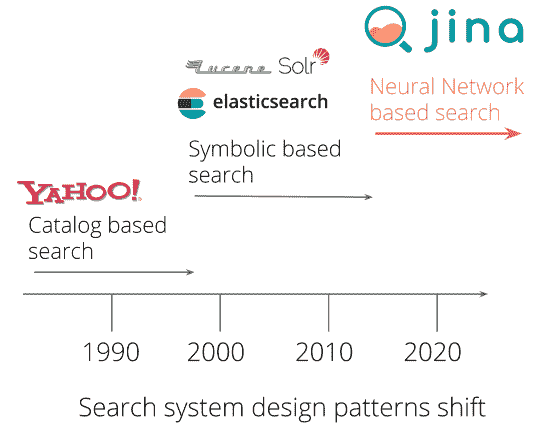 jina
Lucene Solr
elasticsearch
Neural Network
based search
Symbolic based
search
YAHOO!
Catalog based
search
1990 2000 2010 2020
Search system design patterns shift